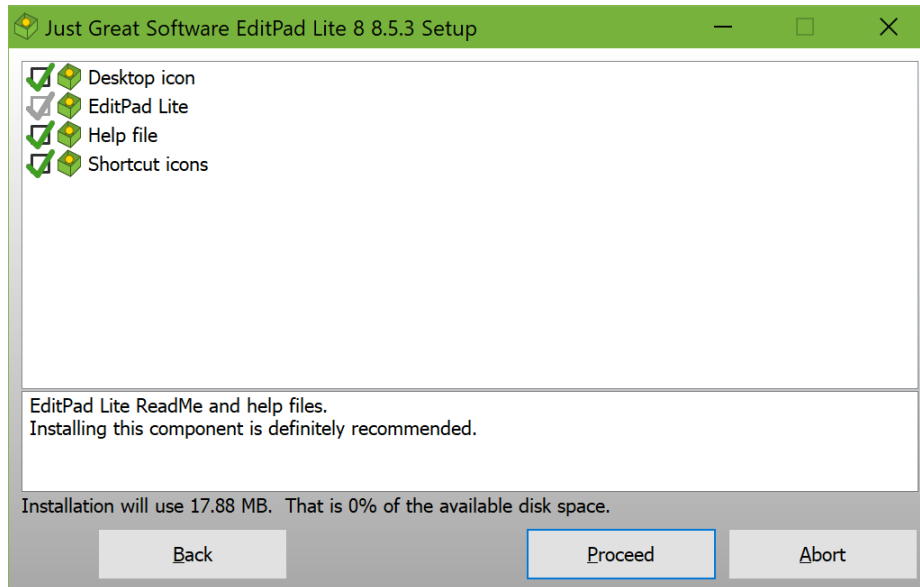 Just Great Software EditPad Lite 8 8.5.3 Setup
Desktop icon
EditPad Lite
Help file
Shortcut icons
EditPad Lite ReadMe and help files.
Installing this component is definitely recommended.
Installation will use 17.88 MB.  That is 0% of the available disk space.
Back Proceed Abort